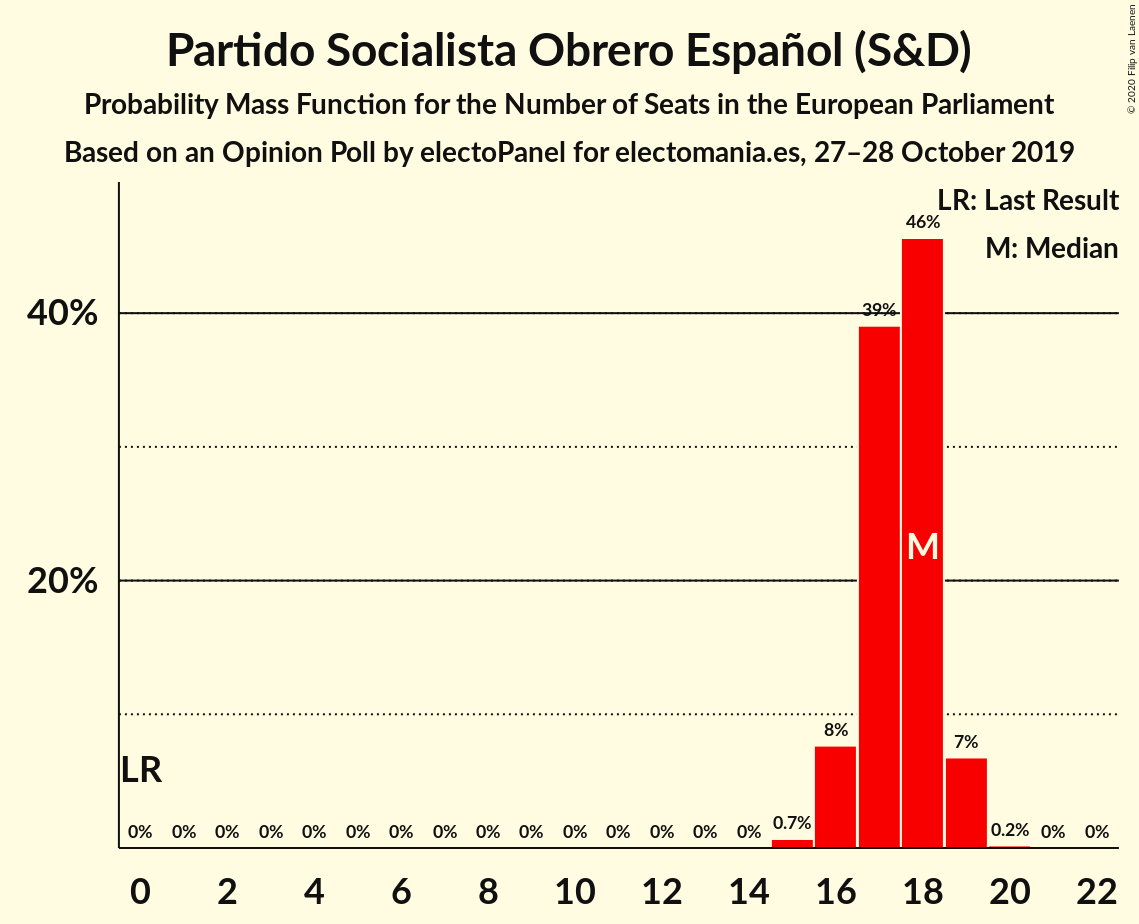 Partido Socialista Obrero Español (S&D)
Probability Mass Function for the Number of Seats in the European Parliament
Based on an Opinion Poll by electoPanel for electomania.es, 27–28 October 2019
© 2020 Filip van Laenen
LR: Last Result
M: Median
46%
40%
39%
M
20%
8%
7%
LR
0% 0% 0% 0% 0% 0% 0% 0% 0% 0% 0% 0% 0% 0% 0% 0.7% 0.2% 0% 0%
0 2 4 6 8 10 12 14 16 18 20 22